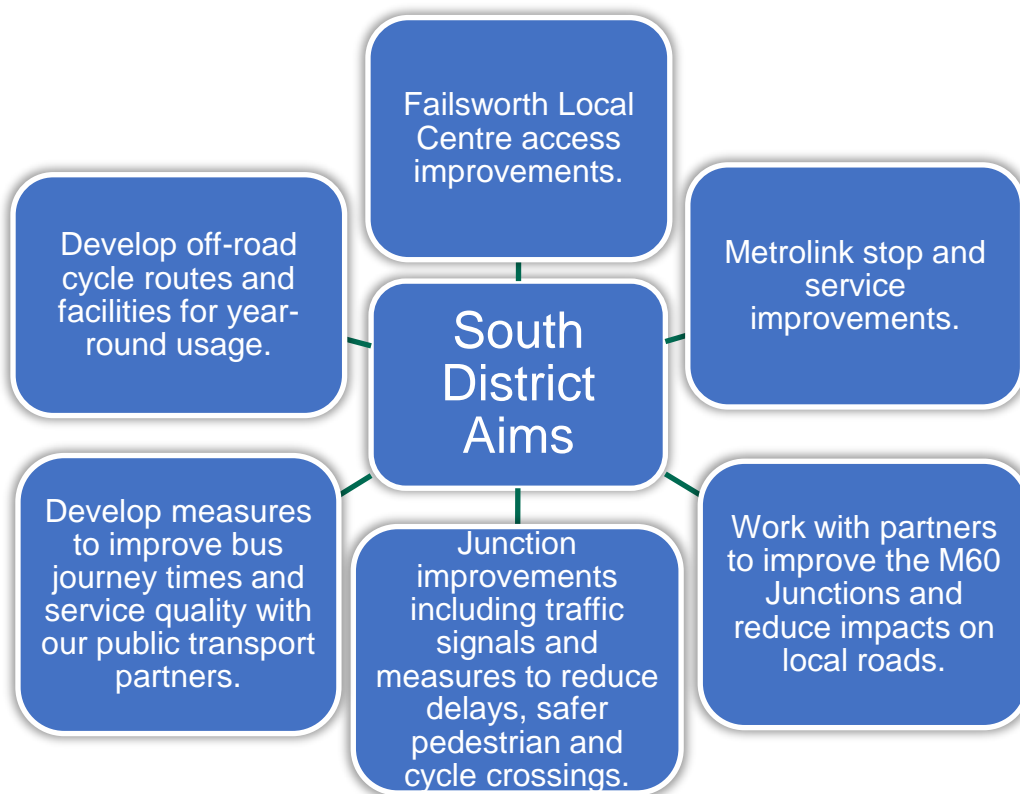 Failsworth Local
Centre access
improvements.
Develop off-road
cycle routes and
facilities for year-
round usage.
Metrolink stop and
service
improvements.
South
District
Aims
Develop measures
to improve bus
journey times and
service quality with
our public transport
partners.
Junction
improvements
including traffic
signals and
measures to reduce
delays, safer
pedestrian and
cycle crossings.
Work with partners
to improve the M60
Junctions and
reduce impacts on
local roads.